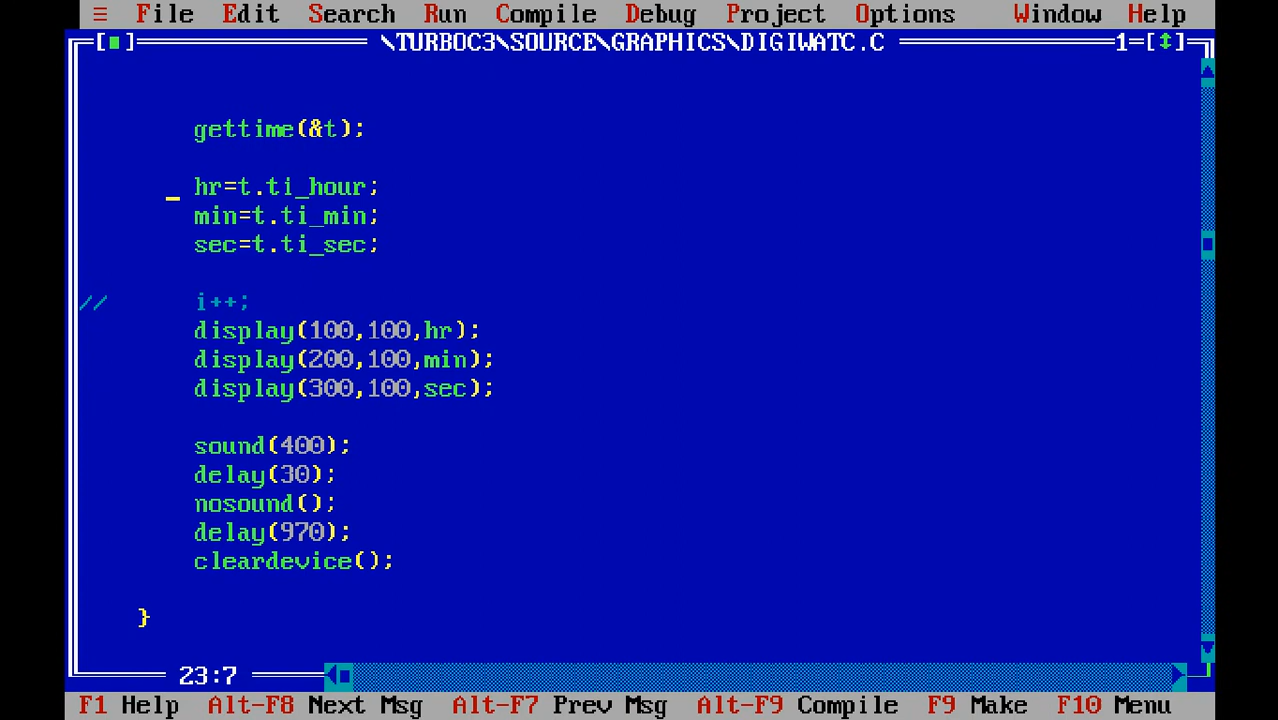 ≡ File Edit Search Run Compile Debug Project Options Window Help
[■] \TURBOC3\SOURCE\GRAPHICS\DIGIWATC.C 1=[↕]
gettime(&t);
hr=t.ti_hour;
min=t.ti_min;
sec=t.ti_sec;
// i++;
display(100,100,hr);
display(200,100,min);
display(300,100,sec);
sound(400);
delay(30);
nosound();
delay(970);
cleardevice();
}
23:7
F1 Help Alt-F8 Next Msg Alt-F7 Prev Msg Alt-F9 Compile F9 Make F10 Menu